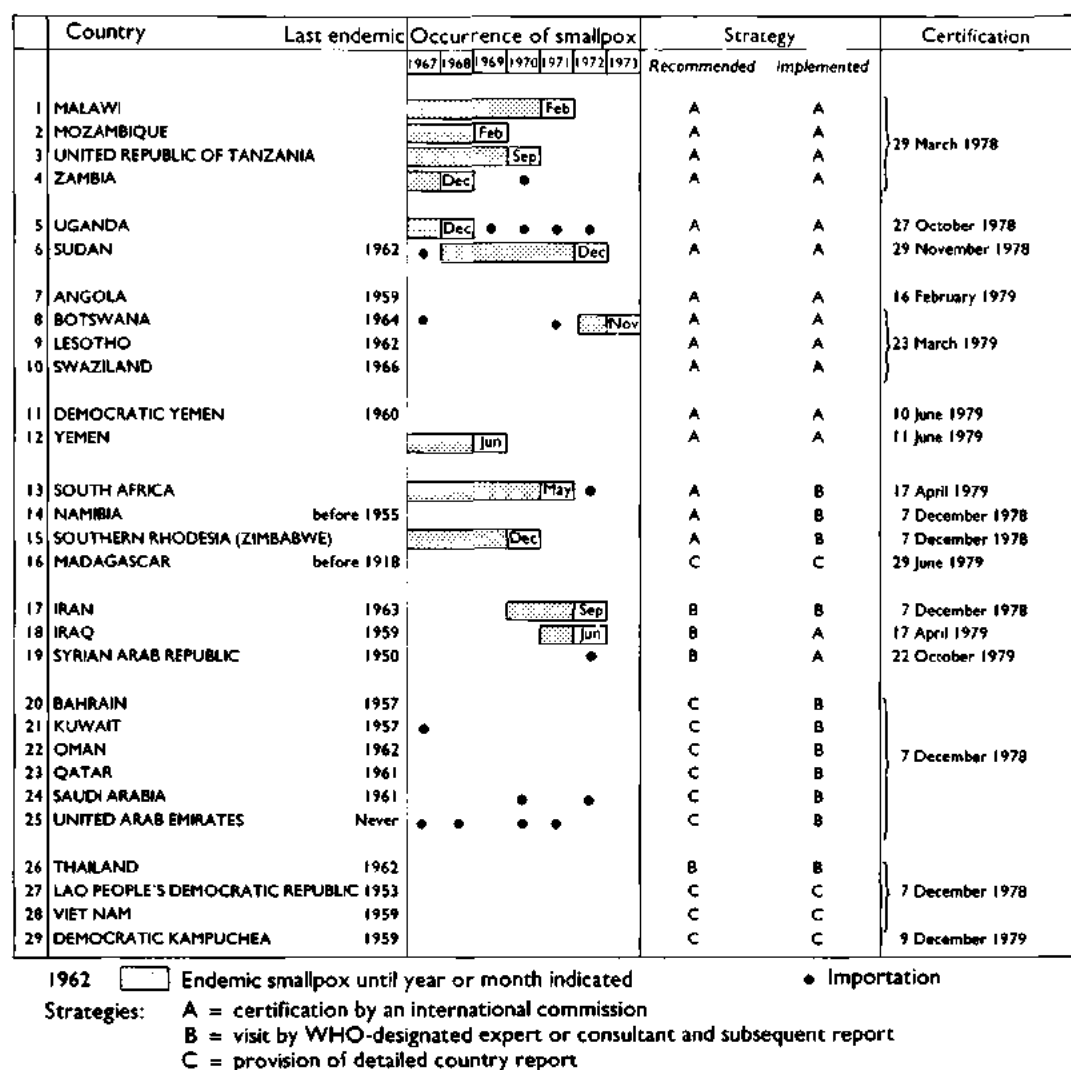 Country Last endemic Occurrence of smallpox Strategy Certification
1967 1968 1969 1970 1971 1972 1973 Recommended Implemented
1 MALAWI Feb A A
2 MOZAMBIQUE Feb A A
29 March 1978
3 UNITED REPUBLIC OF TANZANIA Sep A A
4 ZAMBIA Dec A A
5 UGANDA Dec A A 27 October 1978
6 SUDAN 1962 Dec A A 29 November 1978
7 ANGOLA 1959 A A 16 February 1979
8 BOTSWANA 1964 Nov A A
9 LESOTHO 1962 A A 23 March 1979
10 SWAZILAND 1966 A A
11 DEMOCRATIC YEMEN 1960 A A 10 June 1979
12 YEMEN Jun A A 11 June 1979
13 SOUTH AFRICA May A B 17 April 1979
14 NAMIBIA before 1955 A B 7 December 1978
15 SOUTHERN RHODESIA (ZIMBABWE) Dec A B 7 December 1978
16 MADAGASCAR before 1918 C C 29 June 1979
17 IRAN 1963 Sep B B 7 December 1978
18 IRAQ 1959 Jun B A 17 April 1979
19 SYRIAN ARAB REPUBLIC 1950 B A 22 October 1979
20 BAHRAIN 1957 C B
21 KUWAIT 1957 C B
22 OMAN 1962 C B 7 December 1978
23 QATAR 1961 C B
24 SAUDI ARABIA 1961 C B
25 UNITED ARAB EMIRATES Never C B
26 THAILAND 1962 B B
27 LAO PEOPLE'S DEMOCRATIC REPUBLIC 1953 C C 7 December 1978
28 VIET NAM 1959 C C
29 DEMOCRATIC KAMPUCHEA 1959 C C 9 December 1979
1962 Endemic smallpox until year or month indicated ● Importation
Strategies: A = certification by an international commission
B = visit by WHO-designated expert or consultant and subsequent report
C = provision of detailed country report